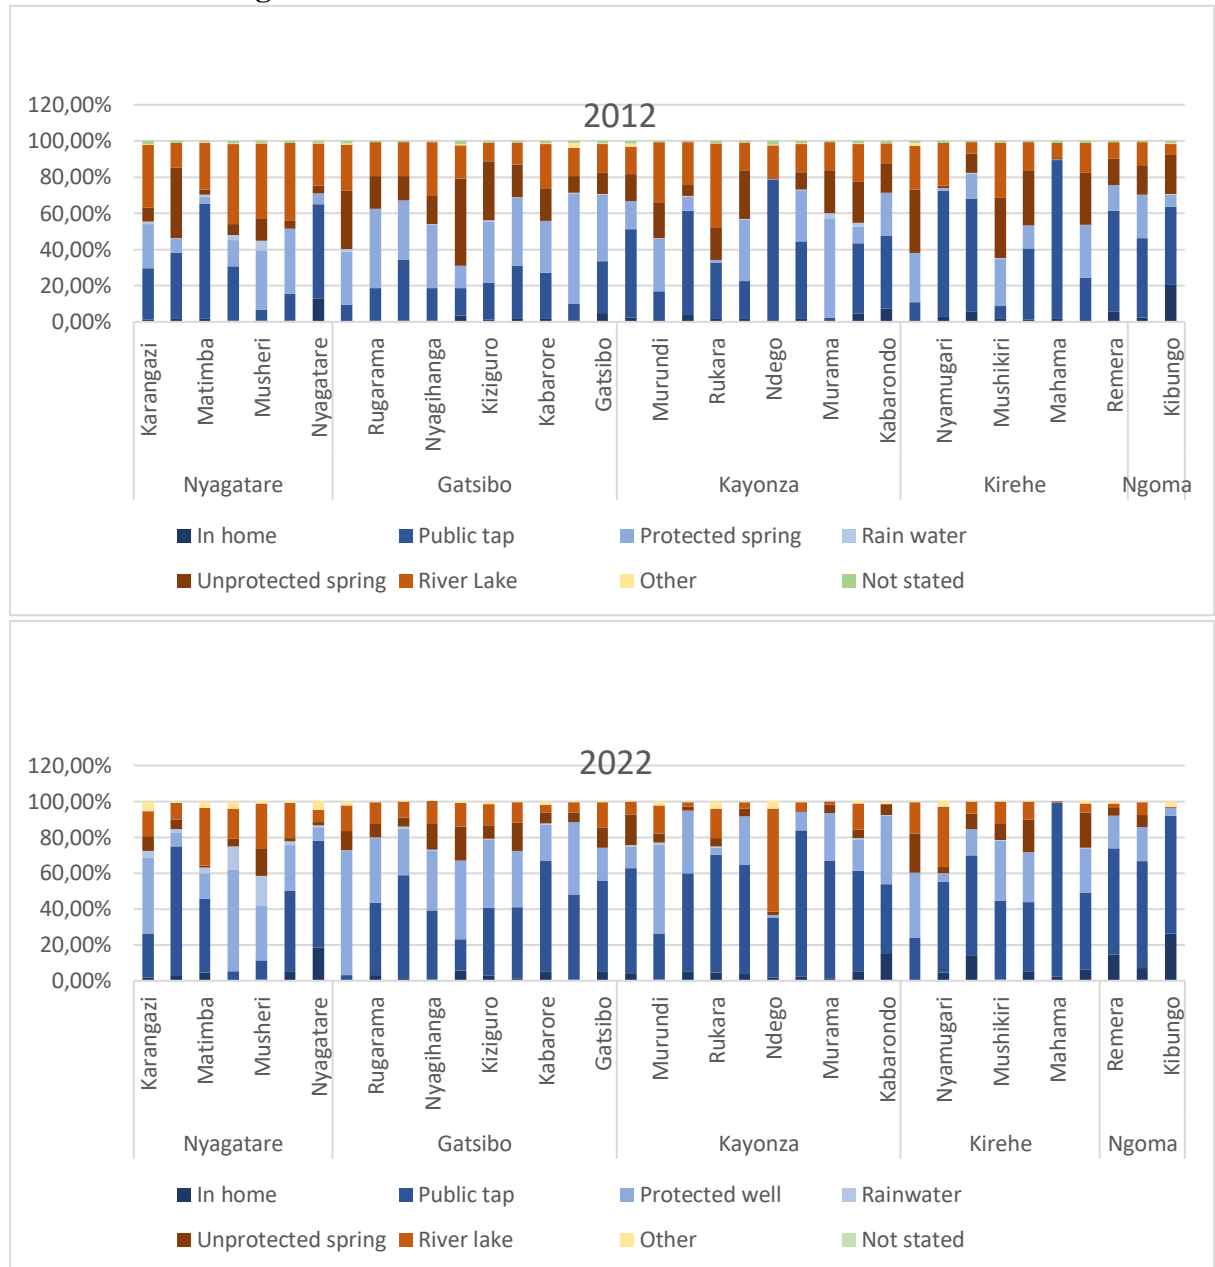 2012
120,00%
100,00%
80,00%
60,00%
40,00%
20,00%
0,00%
Karangazi
Matimba
Musheri
Nyagatare
Rugarama
Nyagihanga
Kiziguro
Kabarore
Gatsibo
Murundi
Rukara
Ndego
Murama
Kabarondo
Nyamugari
Mushikiri
Mahama
Remera
Kibungo
Nyagatare Gatsibo Kayonza Kirehe Ngoma
In home Public tap Protected spring Rain water
Unprotected spring River Lake Other Not stated
2022
120,00%
100,00%
80,00%
60,00%
40,00%
20,00%
0,00%
Karangazi
Matimba
Musheri
Nyagatare
Rugarama
Nyagihanga
Kiziguro
Kabarore
Gatsibo
Murundi
Rukara
Ndego
Murama
Kabarondo
Nyamugari
Mushikiri
Mahama
Remera
Kibungo
Nyagatare Gatsibo Kayonza Kirehe Ngoma
In home Public tap Protected well Rainwater
Unprotected spring River lake Other Not stated